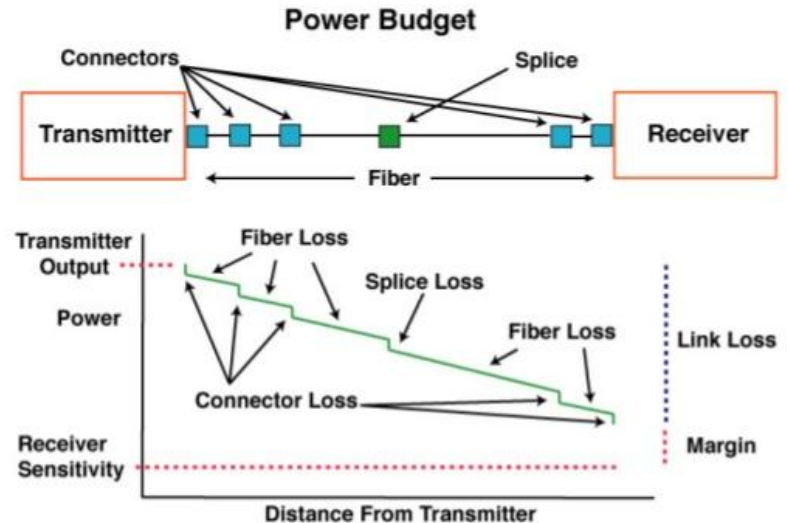 Power Budget
Connectors
Splice
Transmitter
Receiver
Fiber
Transmitter
Output
Fiber Loss
Splice Loss
Power
Fiber Loss
Link Loss
Connector Loss
Receiver
Sensitivity
Margin
Distance From Transmitter